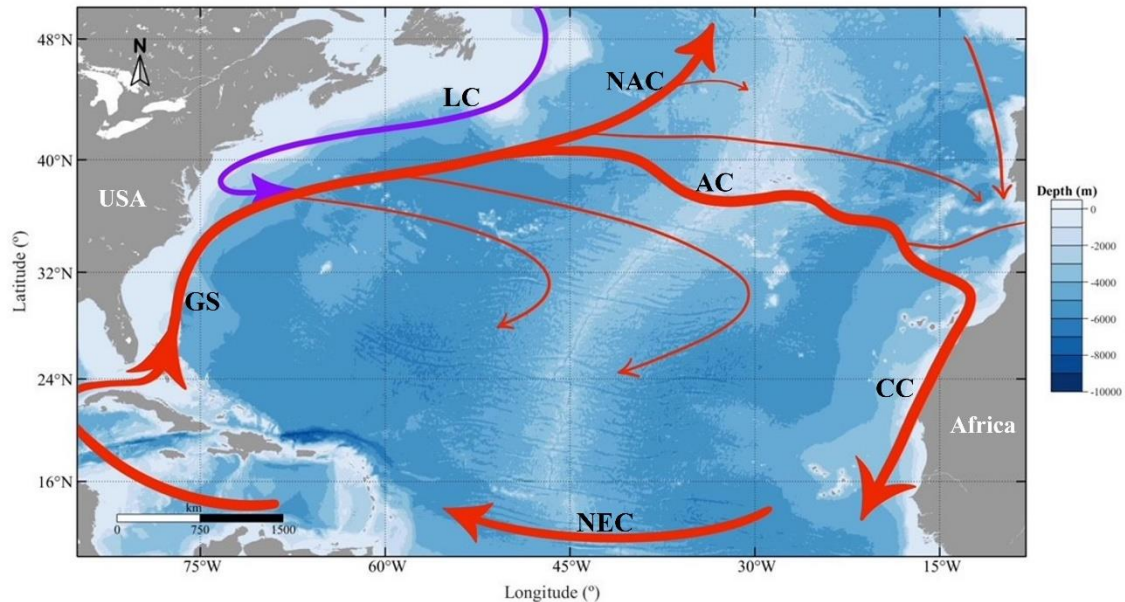 48°N
40°N
32°N
24°N
16°N
Latitude (º)
N
LC
NAC
AC
GS
CC
NEC
USA
Africa
km
0 750 1500
75°W 60°W 45°W 30°W 15°W
Longitude (º)
Depth (m)
0
-2000
-4000
-6000
-8000
-10000